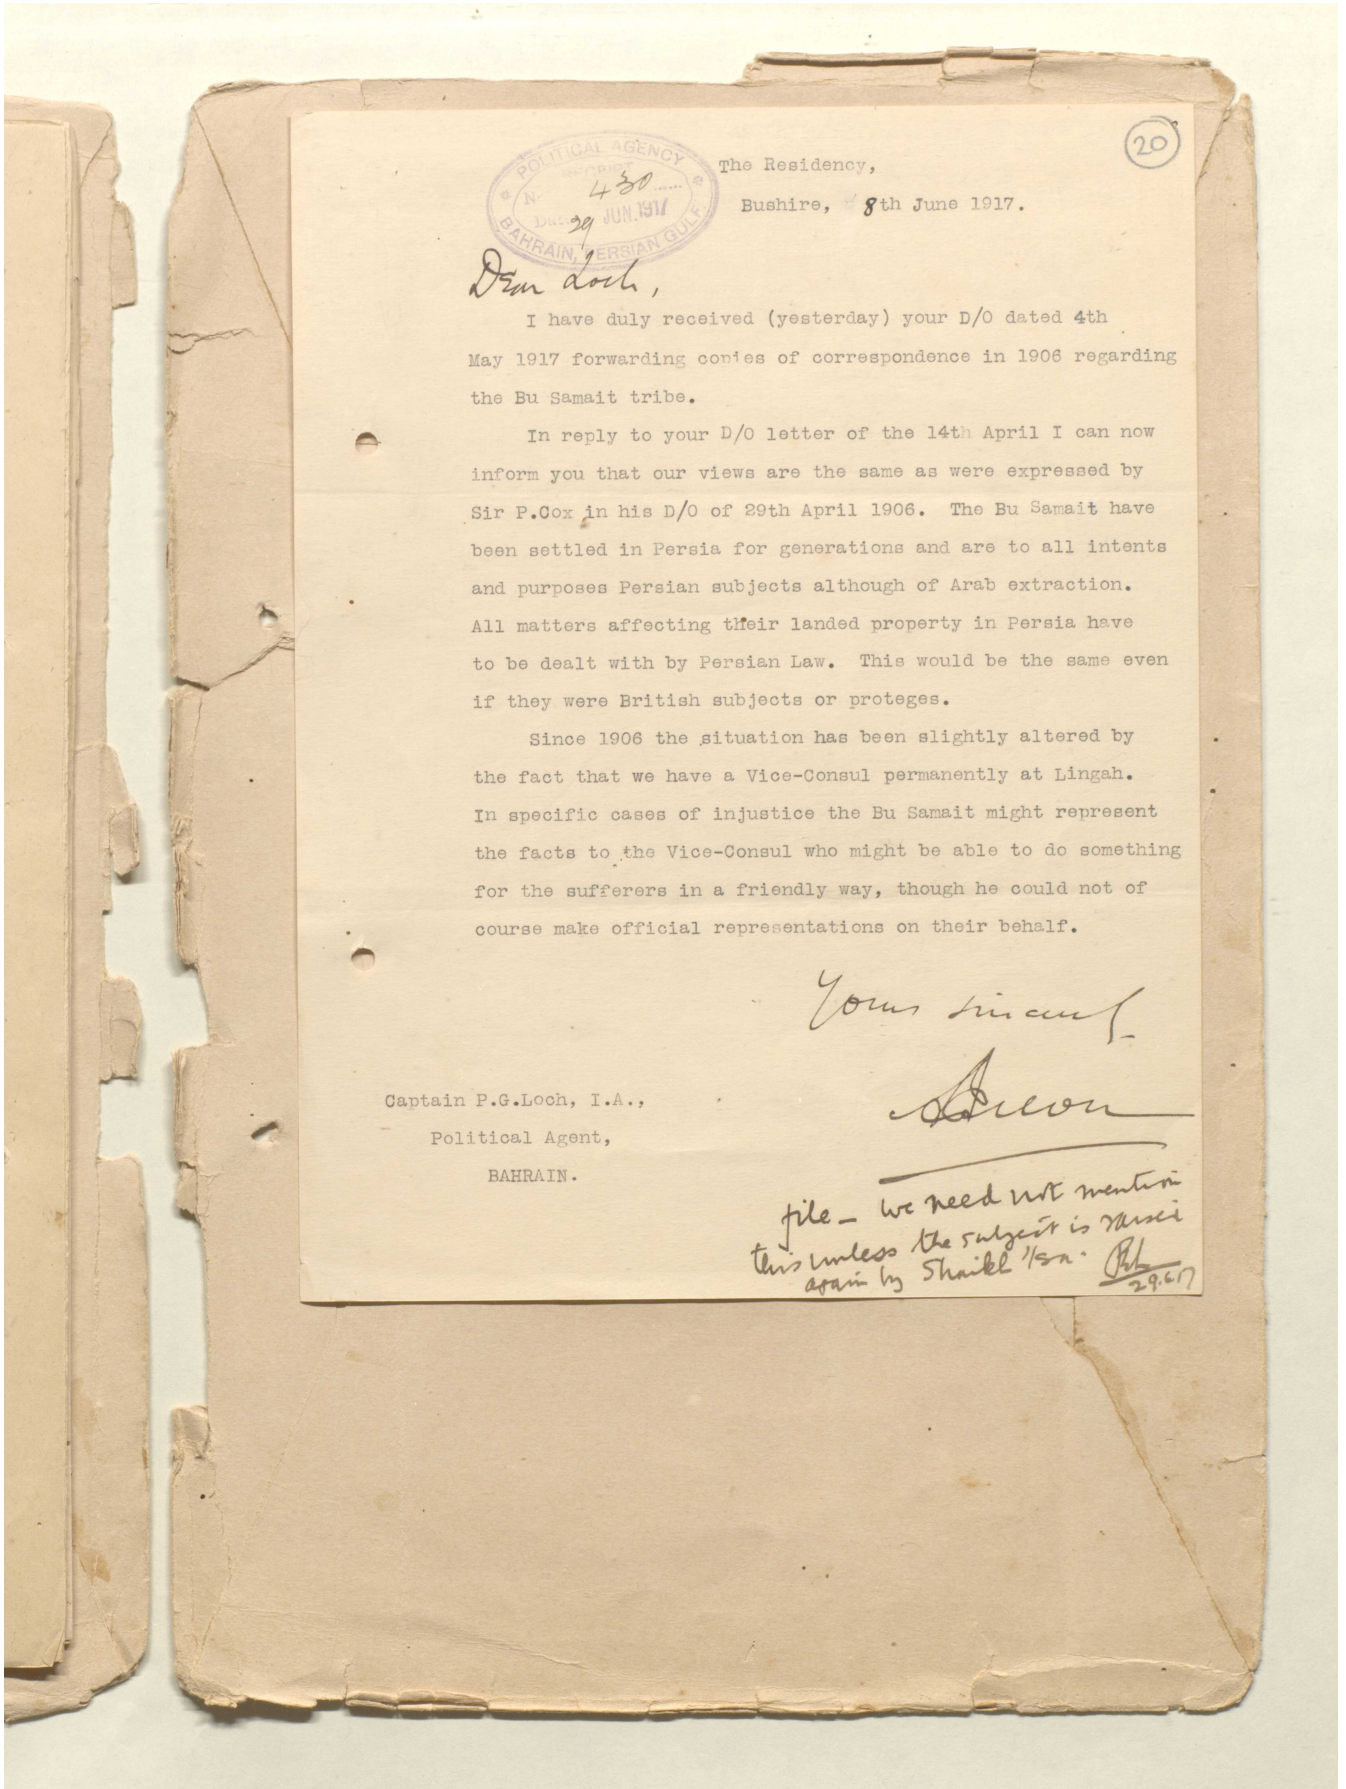 20
POLITICAL AGENCY
RECEIPT
No. 430
Date 29 JUN. 1917
BAHRAIN, PERSIAN GULF.
The Residency,
Bushire, 8th June 1917.
Dear Loch,
I have duly received (yesterday) your D/O dated 4th
May 1917 forwarding copies of correspondence in 1906 regarding
the Bu Samait tribe.
In reply to your D/O letter of the 14th April I can now
inform you that our views are the same as were expressed by
Sir P.Cox in his D/O of 29th April 1906. The Bu Samait have
been settled in Persia for generations and are to all intents
and purposes Persian subjects although of Arab extraction.
All matters affecting their landed property in Persia have
to be dealt with by Persian Law. This would be the same even
if they were British subjects or proteges.
Since 1906 the situation has been slightly altered by
the fact that we have a Vice-Consul permanently at Lingah.
In specific cases of injustice the Bu Samait might represent
the facts to the Vice-Consul who might be able to do something
for the sufferers in a friendly way, though he could not of
course make official representations on their behalf.
Yours sincerely
Captain P.G.Loch, I.A.,
Political Agent,
BAHRAIN.
file - we need not mention
this unless the subject is raised
again by Shaikh 'Isa.
29.6.17